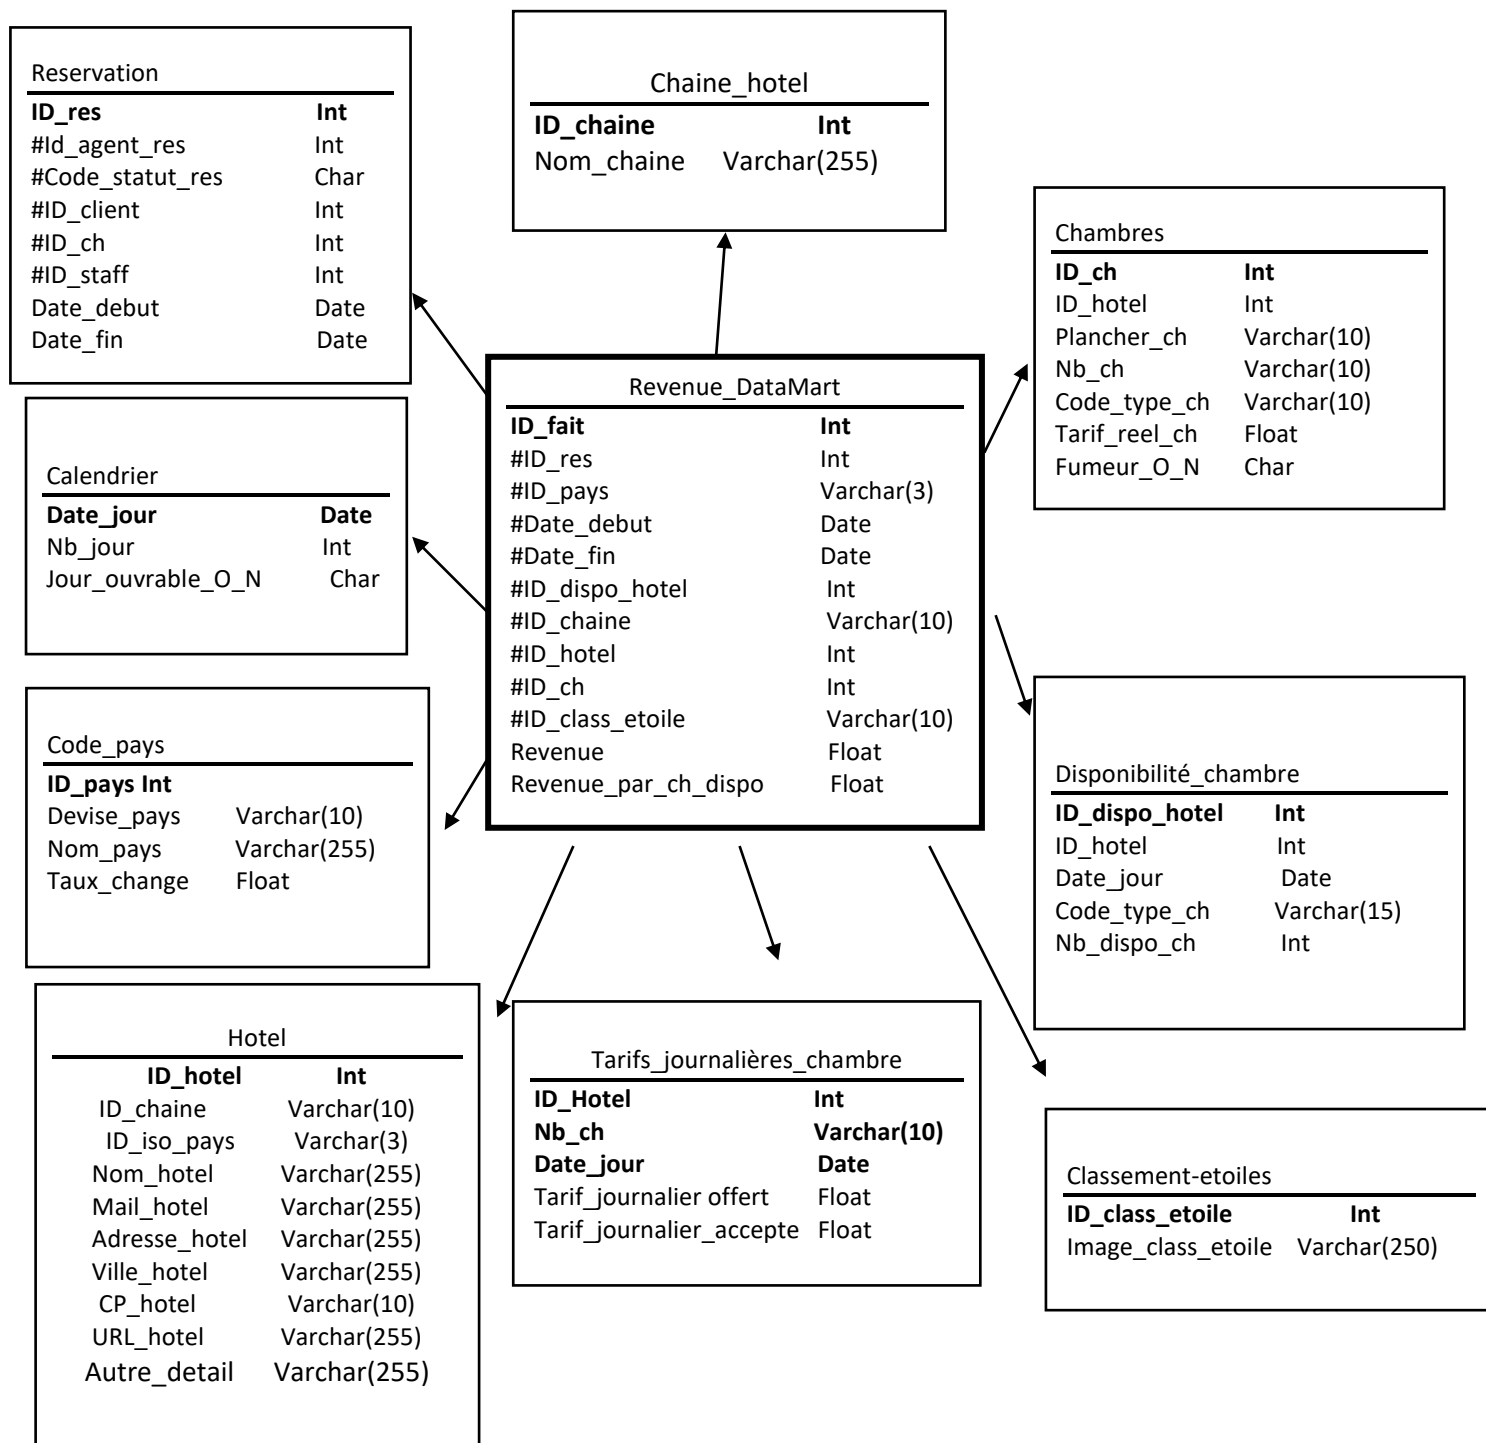 Reservation
ID_res Int
#Id_agent_res Int
#Code_statut_res Char
#ID_client Int
#ID_ch Int
#ID_staff Int
Date_debut Date
Date_fin Date
Chaine_hotel
ID_chaine Int
Nom_chaine Varchar(255)
Chambres
ID_ch Int
ID_hotel Int
Plancher_ch Varchar(10)
Nb_ch Varchar(10)
Code_type_ch Varchar(10)
Tarif_reel_ch Float
Fumeur_O_N Char
Revenue_DataMart
ID_fait Int
#ID_res Int
#ID_pays Varchar(3)
#Date_debut Date
#Date_fin Date
#ID_dispo_hotel Int
#ID_chaine Varchar(10)
#ID_hotel Int
#ID_ch Int
#ID_class_etoile Varchar(10)
Revenue Float
Revenue_par_ch_dispo Float
Calendrier
Date_jour Date
Nb_jour Int
Jour_ouvrable_O_N Char
Code_pays
ID_pays Int
Devise_pays Varchar(10)
Nom_pays Varchar(255)
Taux_change Float
Disponibilité_chambre
ID_dispo_hotel Int
ID_hotel Int
Date_jour Date
Code_type_ch Varchar(15)
Nb_dispo_ch Int
Hotel
ID_hotel Int
ID_chaine Varchar(10)
ID_iso_pays Varchar(3)
Nom_hotel Varchar(255)
Mail_hotel Varchar(255)
Adresse_hotel Varchar(255)
Ville_hotel Varchar(255)
CP_hotel Varchar(10)
URL_hotel Varchar(255)
Autre_detail Varchar(255)
Tarifs_journalières_chambre
ID_Hotel Int
Nb_ch Varchar(10)
Date_jour Date
Tarif_journalier offert Float
Tarif_journalier_accepte Float
Classement-etoiles
ID_class_etoile Int
Image_class_etoile Varchar(250)